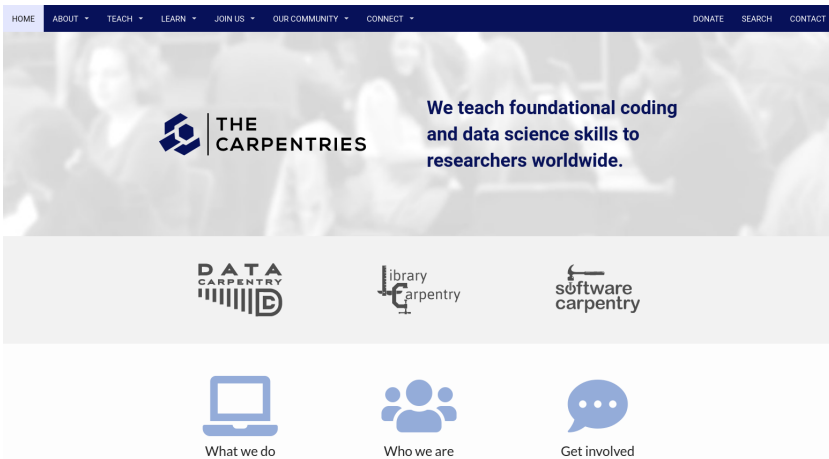 HOME ABOUT TEACH LEARN JOIN US OUR COMMUNITY CONNECT DONATE SEARCH CONTACT
THE
CARPENTRIES
We teach foundational coding
and data science skills to
researchers worldwide.
DATA
CARPENTRY
DC
Library
Carpentry
software
carpentry
What we do Who we are Get involved